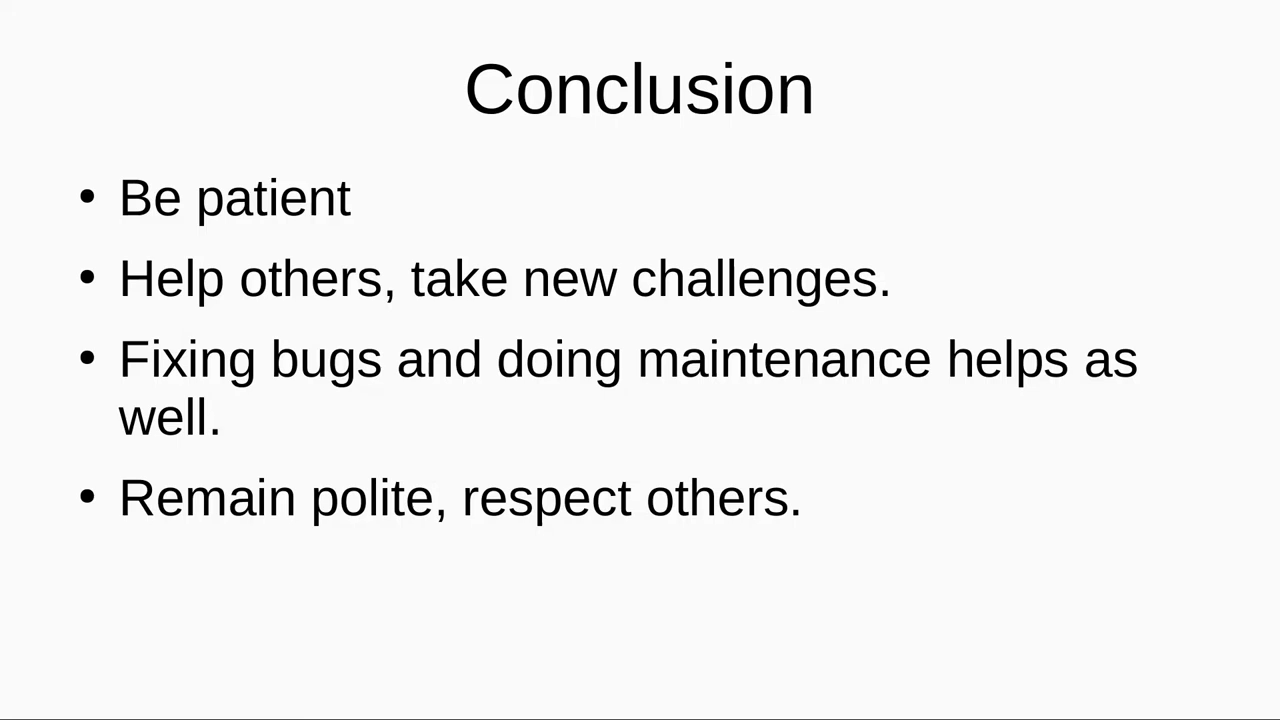 Conclusion
• Be patient
• Help others, take new challenges.
• Fixing bugs and doing maintenance helps as
well.
• Remain polite, respect others.